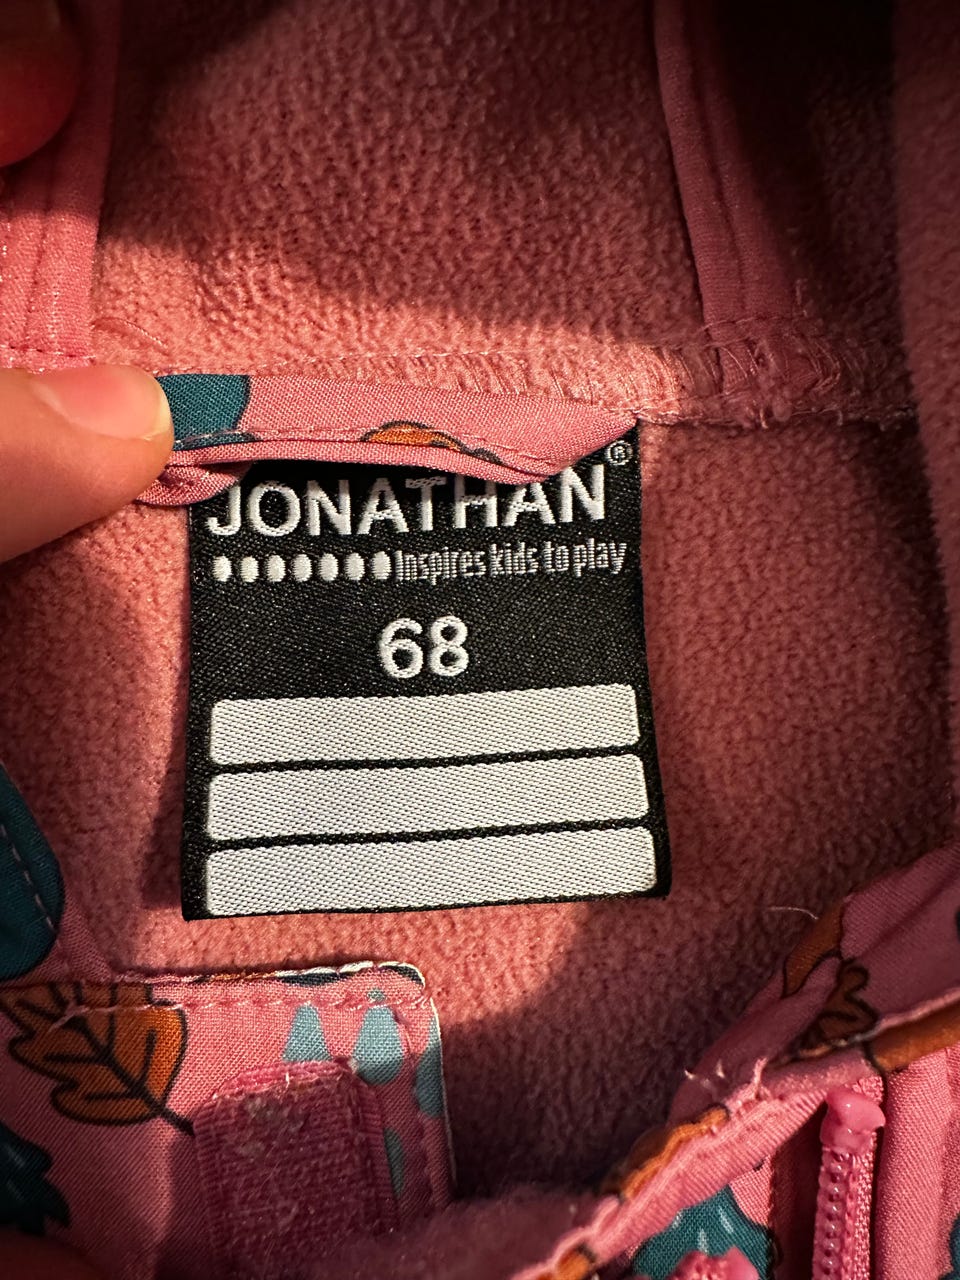 JONATHAN®
Inspires kids to play
68